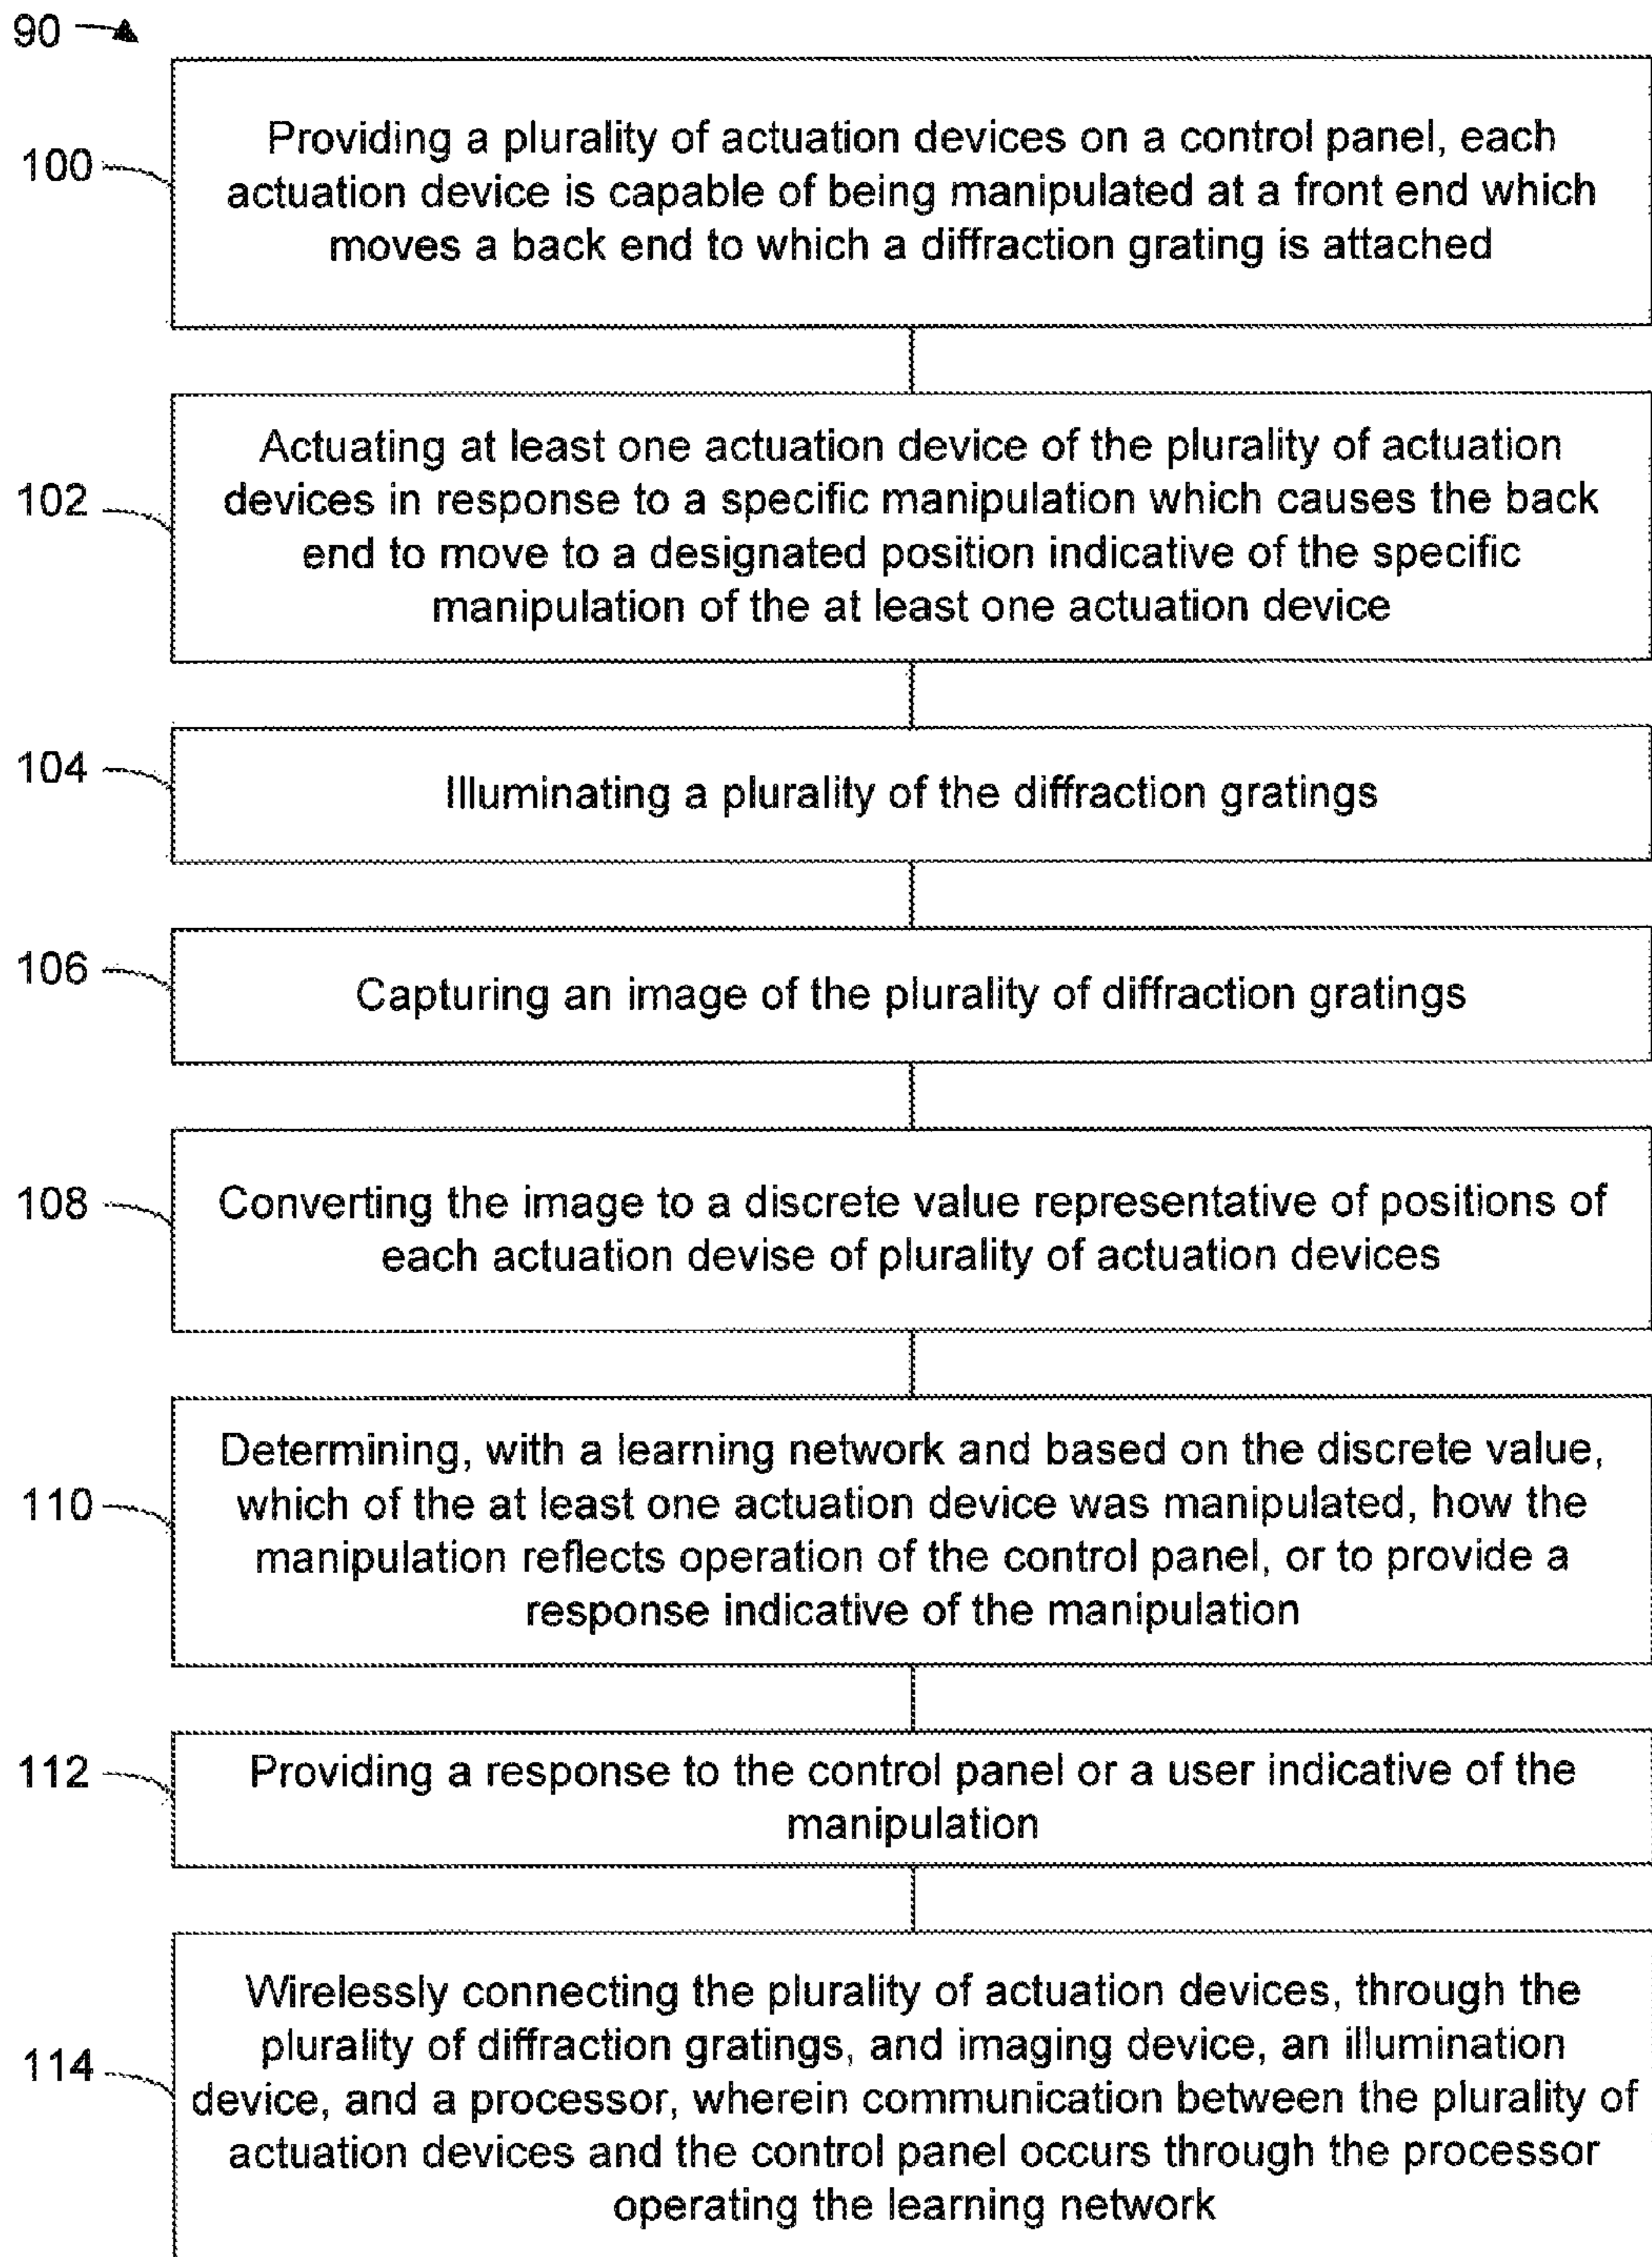 90
100
Providing a plurality of actuation devices on a control panel, each
actuation device is capable of being manipulated at a front end which
moves a back end to which a diffraction grating is attached
102
Actuating at least one actuation device of the plurality of actuation
devices in response to a specific manipulation which causes the back
end to move to a designated position indicative of the specific
manipulation of the at least one actuation device
104
Illuminating a plurality of the diffraction gratings
106
Capturing an image of the plurality of diffraction gratings
108
Converting the image to a discrete value representative of positions of
each actuation devise of plurality of actuation devices
110
Determining, with a learning network and based on the discrete value,
which of the at least one actuation device was manipulated, how the
manipulation reflects operation of the control panel, or to provide a
response indicative of the manipulation
112
Providing a response to the control panel or a user indicative of the
manipulation
114
Wirelessly connecting the plurality of actuation devices, through the
plurality of diffraction gratings, and imaging device, an illumination
device, and a processor, wherein communication between the plurality of
actuation devices and the control panel occurs through the processor
operating the learning network